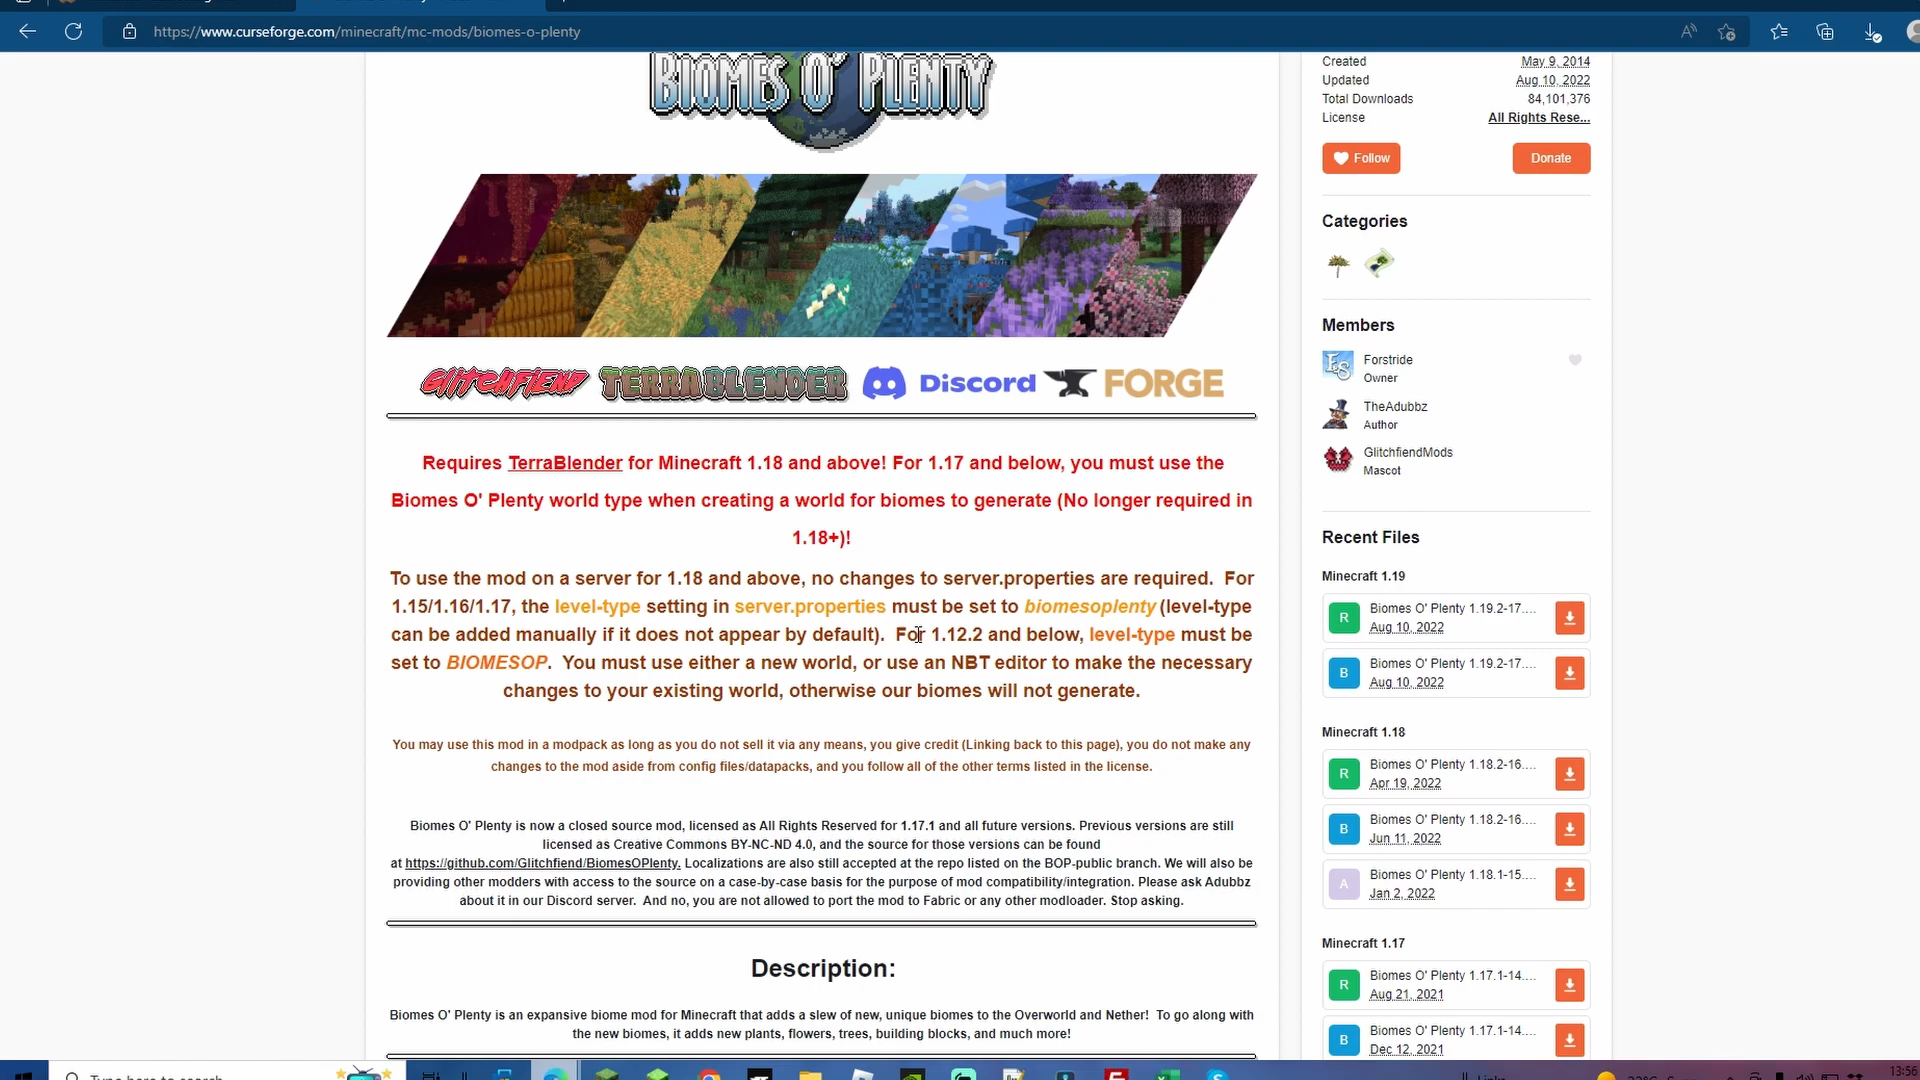 https://www.curseforge.com/minecraft/mc-mods/biomes-o-plenty
BIOMES O' PLENTY
GLITCHFIEND TERRABLENDER Discord FORGE
Requires TerraBlender for Minecraft 1.18 and above! For 1.17 and below, you must use the
Biomes O' Plenty world type when creating a world for biomes to generate (No longer required in
1.18+)!
To use the mod on a server for 1.18 and above, no changes to server.properties are required. For
1.15/1.16/1.17, the level-type setting in server.properties must be set to biomesoplenty (level-type
can be added manually if it does not appear by default). For 1.12.2 and below, level-type must be
set to BIOMESOP. You must use either a new world, or use an NBT editor to make the necessary
changes to your existing world, otherwise our biomes will not generate.
You may use this mod in a modpack as long as you do not sell it via any means, you give credit (Linking back to this page), you do not make any
changes to the mod aside from config files/datapacks, and you follow all of the other terms listed in the license.
Biomes O' Plenty is now a closed source mod, licensed as All Rights Reserved for 1.17.1 and all future versions. Previous versions are still
licensed as Creative Commons BY-NC-ND 4.0, and the source for those versions can be found
at https://github.com/Glitchfiend/BiomesOPlenty. Localizations are also still accepted at the repo listed on the BOP-public branch. We will also be
providing other modders with access to the source on a case-by-case basis for the purpose of mod compatibility/integration. Please ask Adubbz
about it in our Discord server. And no, you are not allowed to port the mod to Fabric or any other modloader. Stop asking.
Description:
Biomes O' Plenty is an expansive biome mod for Minecraft that adds a slew of new, unique biomes to the Overworld and Nether! To go along with
the new biomes, it adds new plants, flowers, trees, building blocks, and much more!
Created May 9, 2014
Updated Aug 10, 2022
Total Downloads 84,101,376
License All Rights Rese...
Follow Donate
Categories
Members
Forstride
Owner
TheAdubbz
Author
GlitchfiendMods
Mascot
Recent Files
Minecraft 1.19
R Biomes O' Plenty 1.19.2-17....
Aug 10, 2022
B Biomes O' Plenty 1.19.2-17....
Aug 10, 2022
Minecraft 1.18
R Biomes O' Plenty 1.18.2-16....
Apr 19, 2022
B Biomes O' Plenty 1.18.2-16....
Jun 11, 2022
A Biomes O' Plenty 1.18.1-15....
Jan 2, 2022
Minecraft 1.17
R Biomes O' Plenty 1.17.1-14....
Aug 21, 2021
B Biomes O' Plenty 1.17.1-14....
Dec 12, 2021
Type here to search
Links
13:56